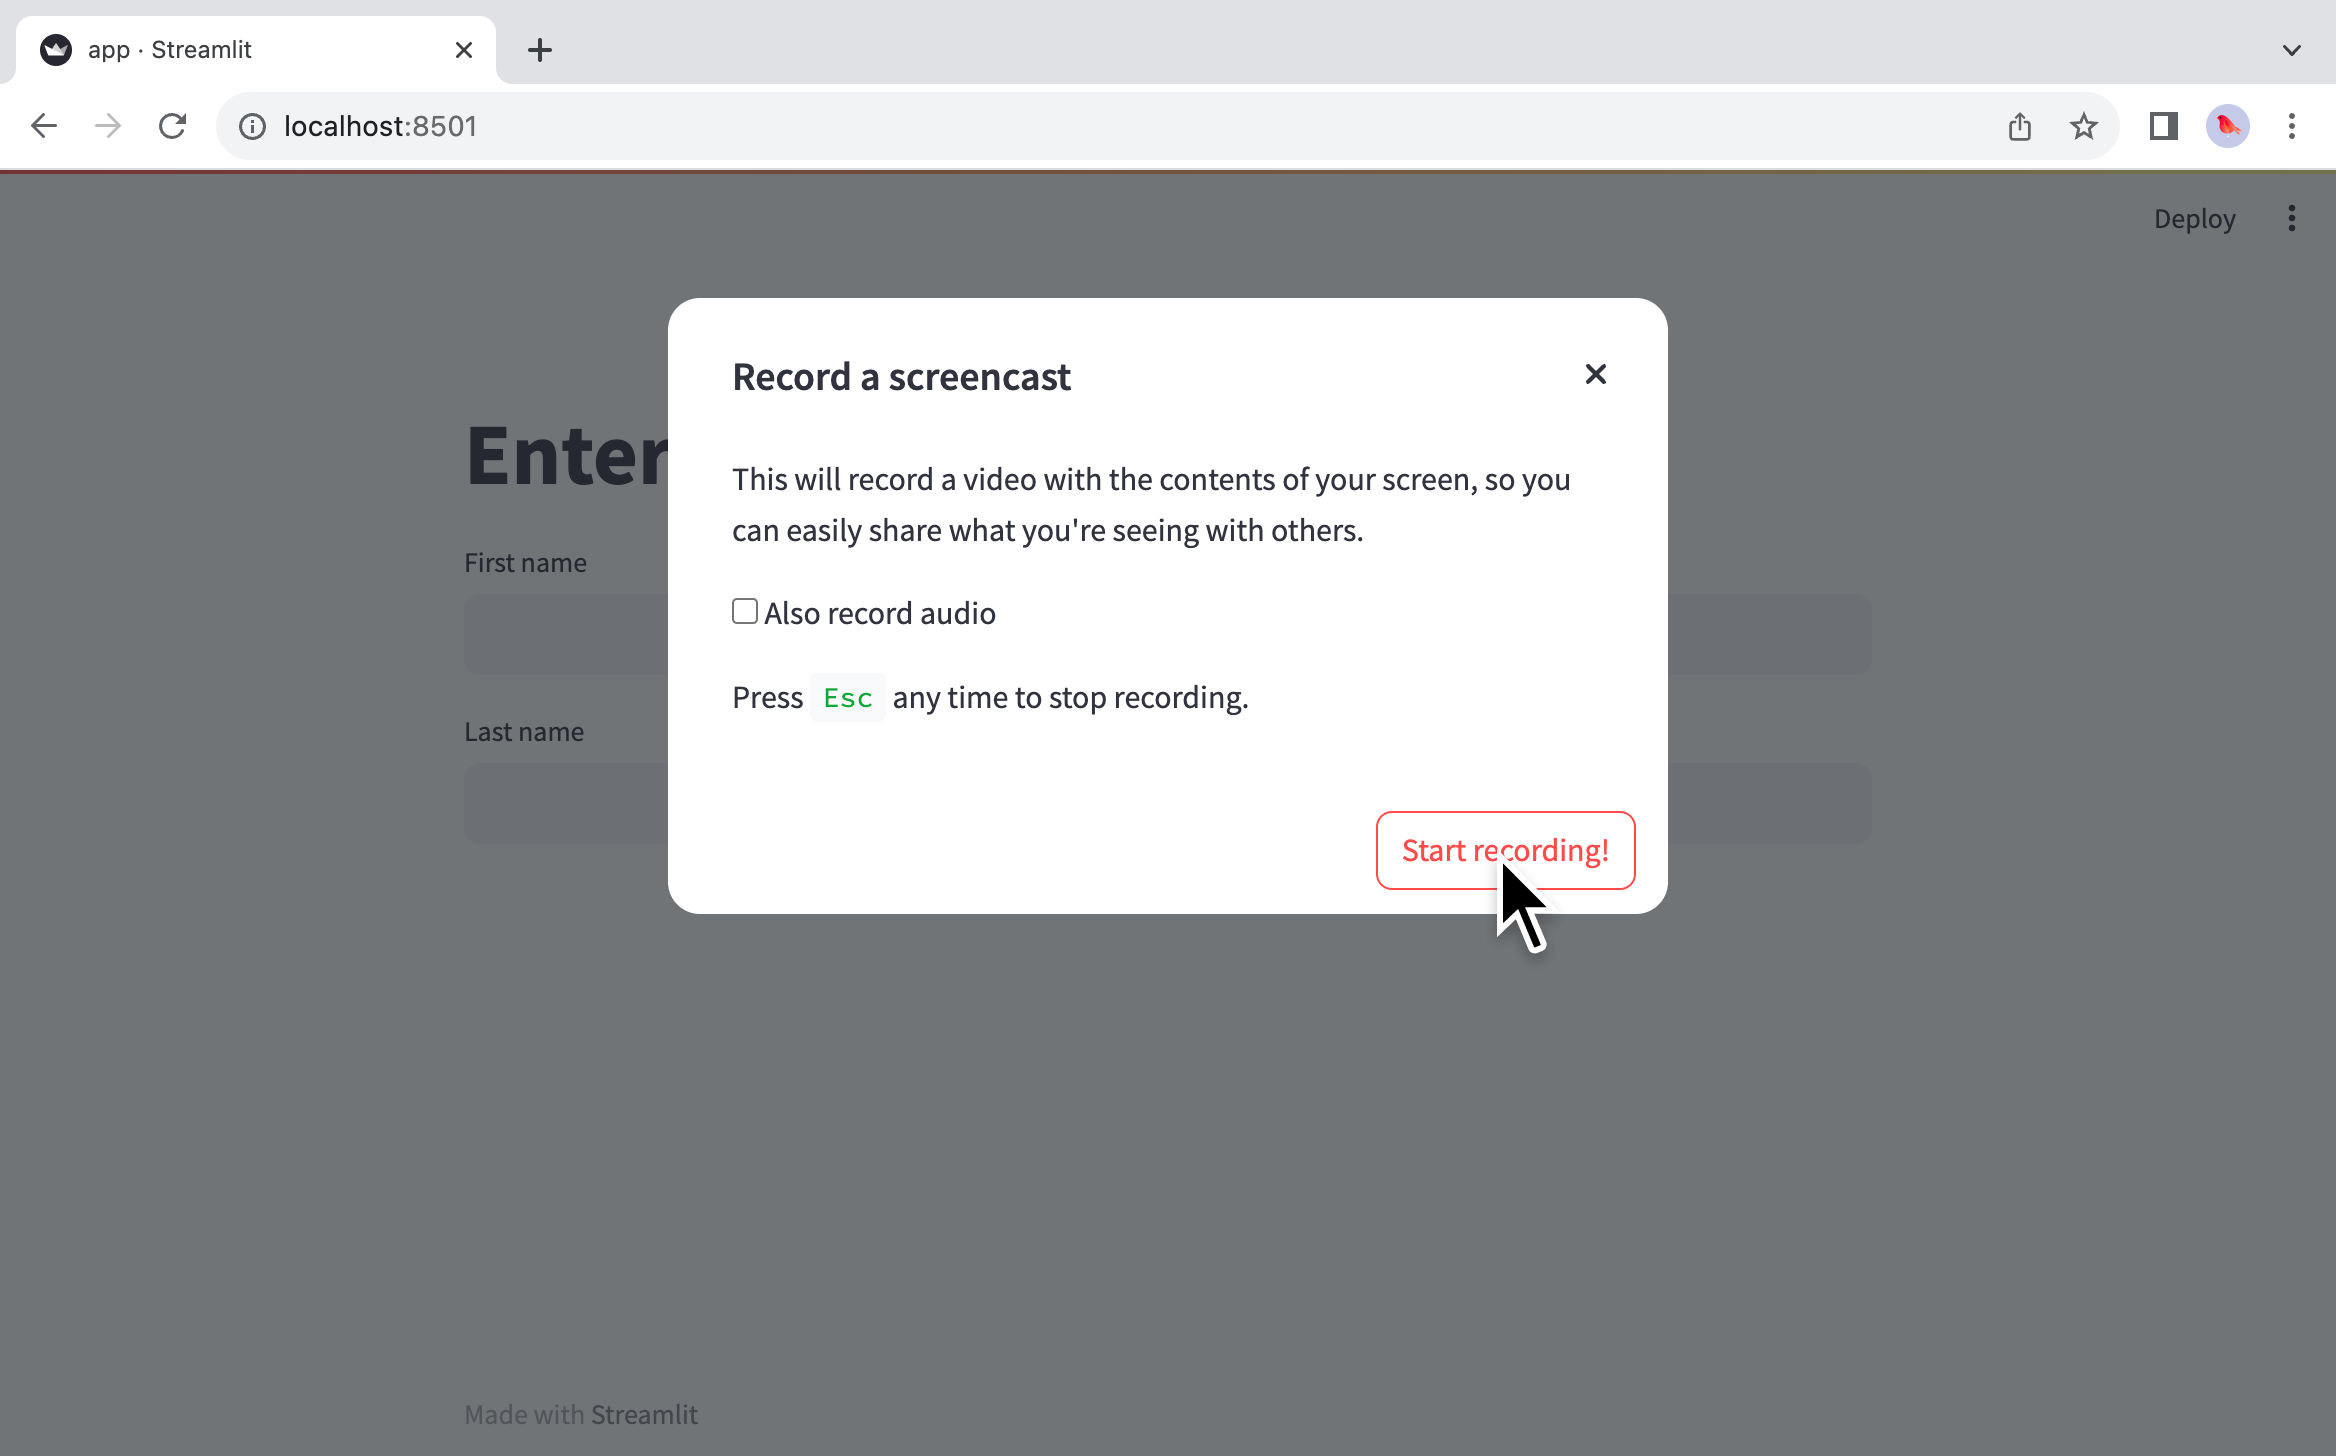 app · Streamlit
localhost:8501
Deploy
Record a screencast
Enter
This will record a video with the contents of your screen, so you
can easily share what you're seeing with others.
First name
Also record audio
Press Esc any time to stop recording.
Last name
Start recording!
Made with Streamlit